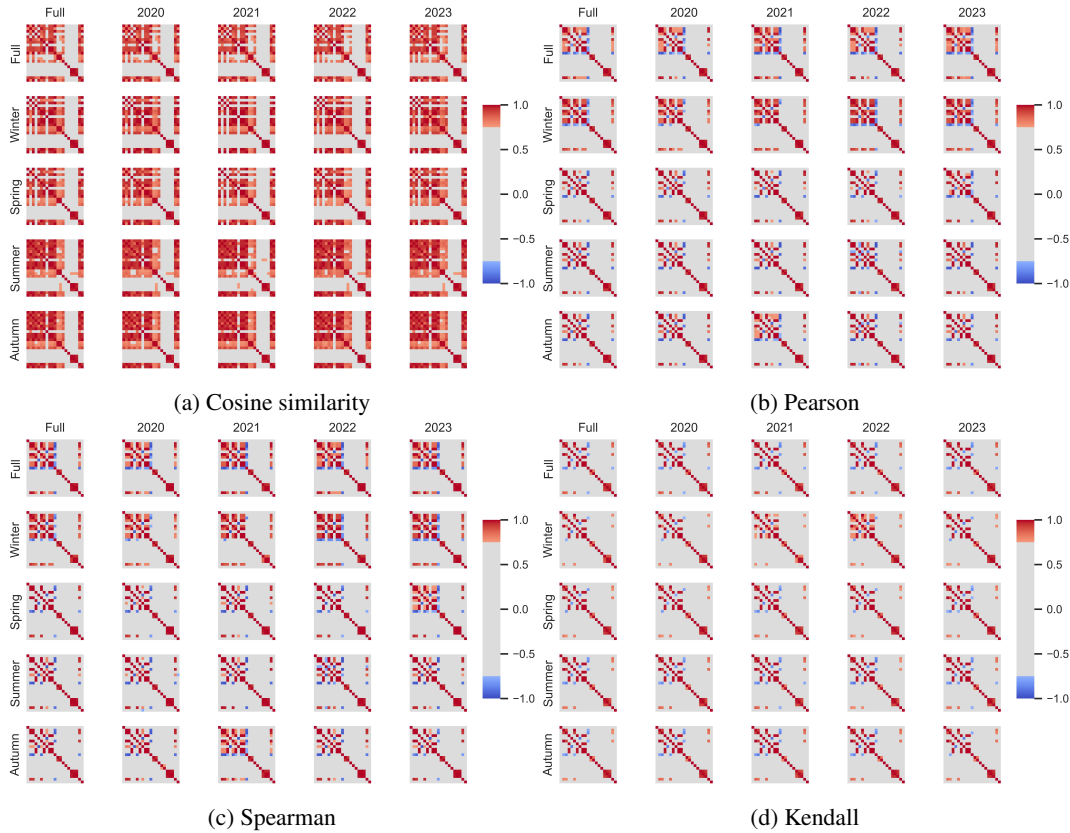 Full 2020 2021 2022 2023
Full
Winter
Spring
Summer
Autumn
1.0
0.5
0.0
−0.5
−1.0
(a) Cosine similarity
Full 2020 2021 2022 2023
Full
Winter
Spring
Summer
Autumn
1.0
0.5
0.0
−0.5
−1.0
(b) Pearson
Full 2020 2021 2022 2023
Full
Winter
Spring
Summer
Autumn
1.0
0.5
0.0
−0.5
−1.0
(c) Spearman
Full 2020 2021 2022 2023
Full
Winter
Spring
Summer
Autumn
1.0
0.5
0.0
−0.5
−1.0
(d) Kendall